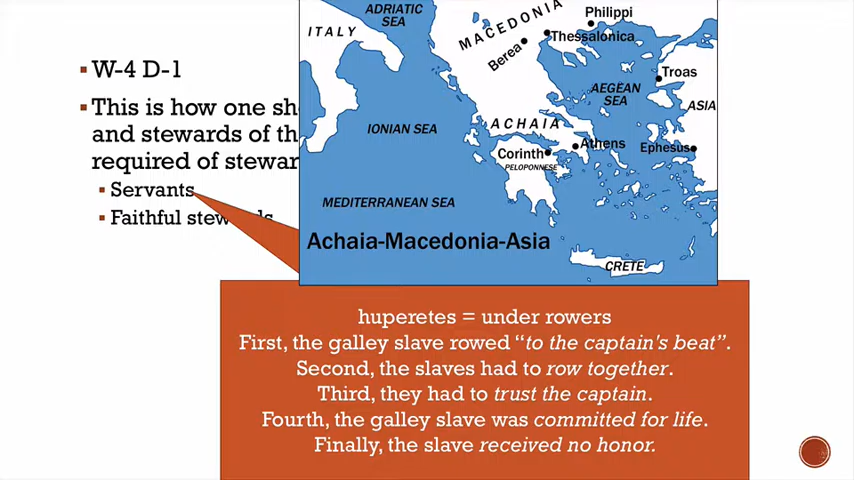 W-4 D-1
This is how one sh
and stewards of th
required of stewar
Servants
Faithful stewards
ADRIATIC
SEA
ITALY
MACEDONIA
Philippi
Thessalonica
Berea
Troas
AEGEAN
SEA
ASIA
IONIAN SEA
ACHAIA
Athens
Ephesus
Corinth
PELOPONNESE
MEDITERRANEAN SEA
Achaia-Macedonia-Asia
CRETE
huperetes = under rowers
First, the galley slave rowed “to the captain's beat”.
Second, the slaves had to row together.
Third, they had to trust the captain.
Fourth, the galley slave was committed for life.
Finally, the slave received no honor.